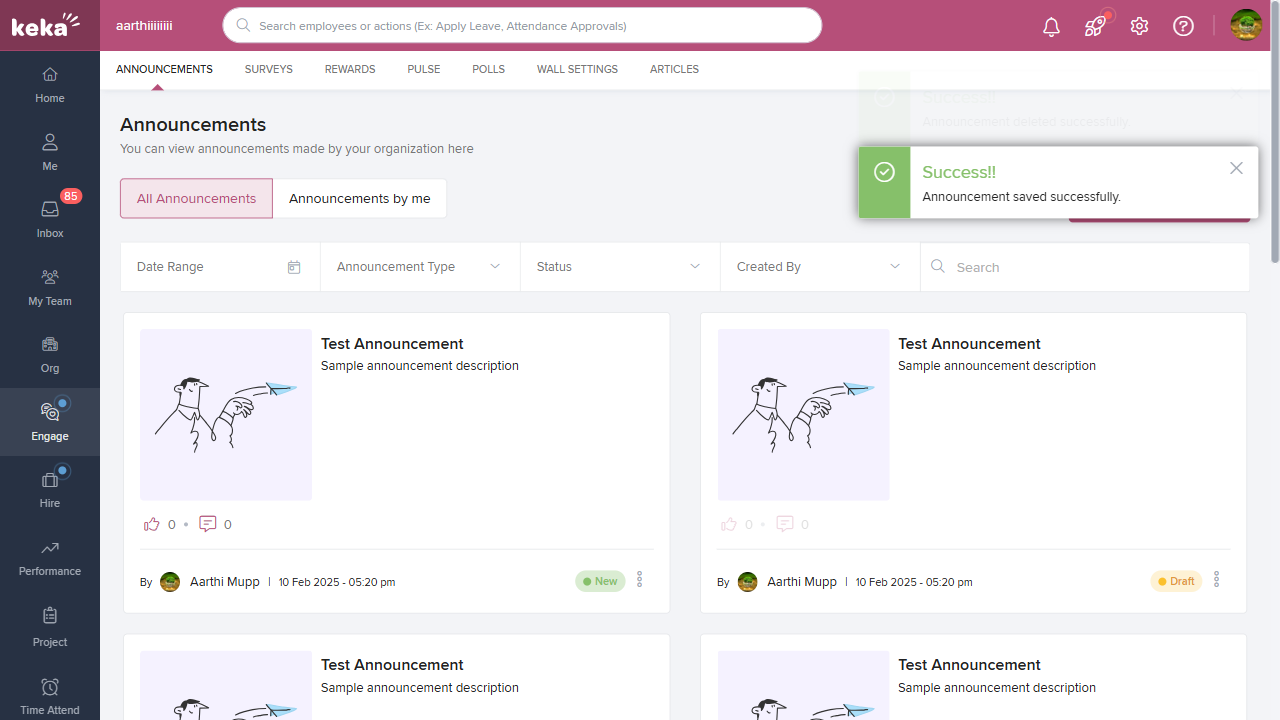 keka
aarthiiiiiiii
Search employees or actions (Ex: Apply Leave, Attendance Approvals)
ANNOUNCEMENTS
SURVEYS
REWARDS
PULSE
POLLS
WALL SETTINGS
ARTICLES
Home
Me
85
Inbox
My Team
Org
Engage
Hire
Performance
Project
Time Attend
Success!!
Announcement deleted successfully.
Success!!
Announcement saved successfully.
Announcements
You can view announcements made by your organization here
All Announcements
Announcements by me
Date Range
Announcement Type
Status
Created By
Search
Test Announcement
Sample announcement description
0
0
By Aarthi Mupp | 10 Feb 2025 - 05:20 pm
New
Test Announcement
Sample announcement description
0
0
By Aarthi Mupp | 10 Feb 2025 - 05:20 pm
Draft
Test Announcement
Sample announcement description
Test Announcement
Sample announcement description